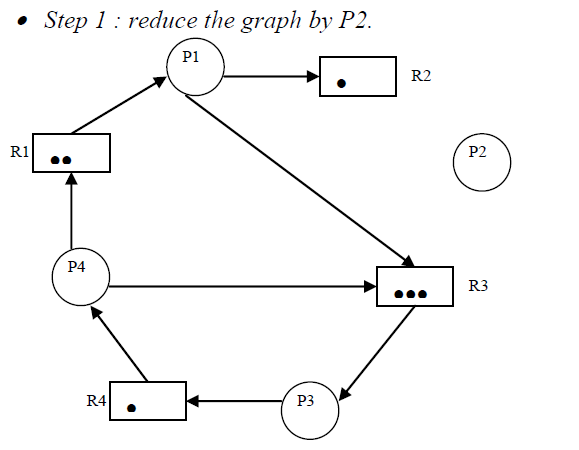 • Step 1 : reduce the graph by P2.
P1
R2
R1
P2
P4
R3
R4
P3